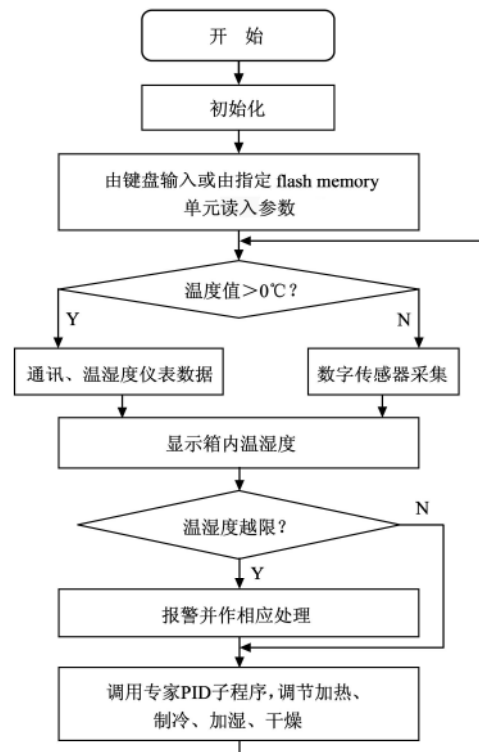 开 始
初始化
由键盘输入或由指定 flash memory
单元读入参数
温度值＞0℃？
Y
N
通讯、温湿度仪表数据
数字传感器采集
显示箱内温湿度
温湿度越限？
N
Y
报警并作相应处理
调用专家PID子程序，调节加热、
制冷、加湿、干燥